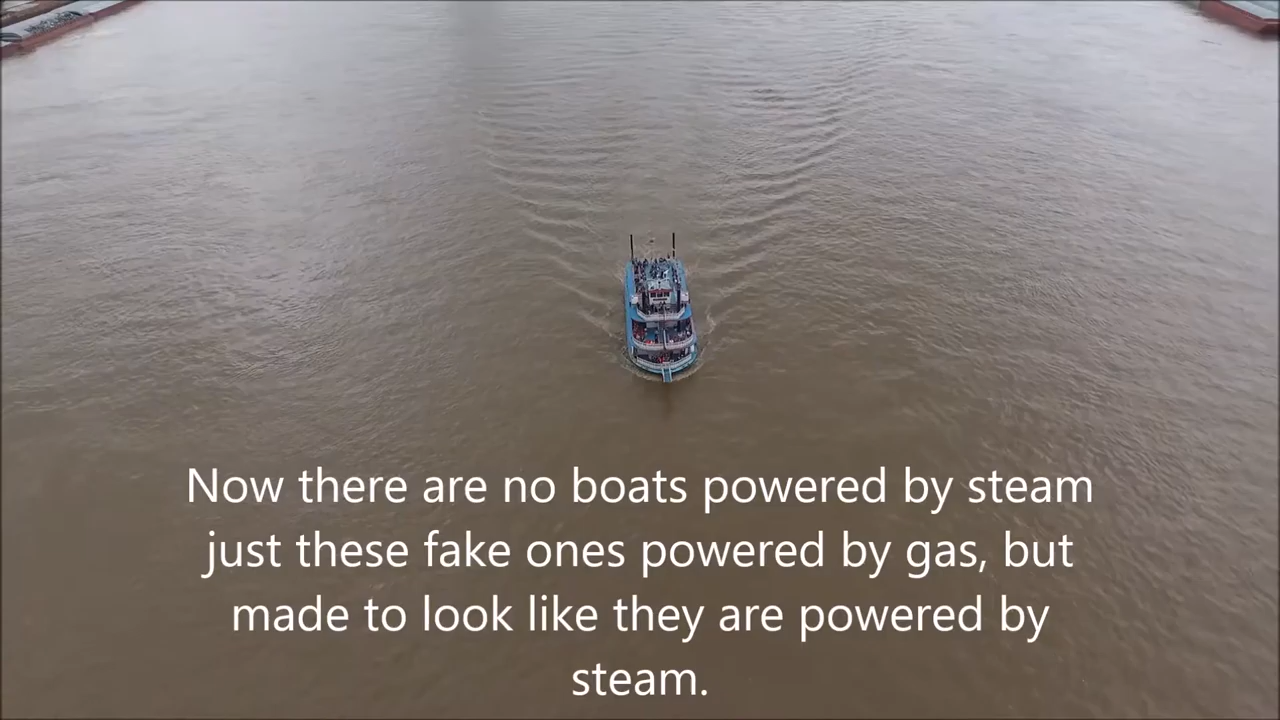 Now there are no boats powered by steam
just these fake ones powered by gas, but
made to look like they are powered by
steam.